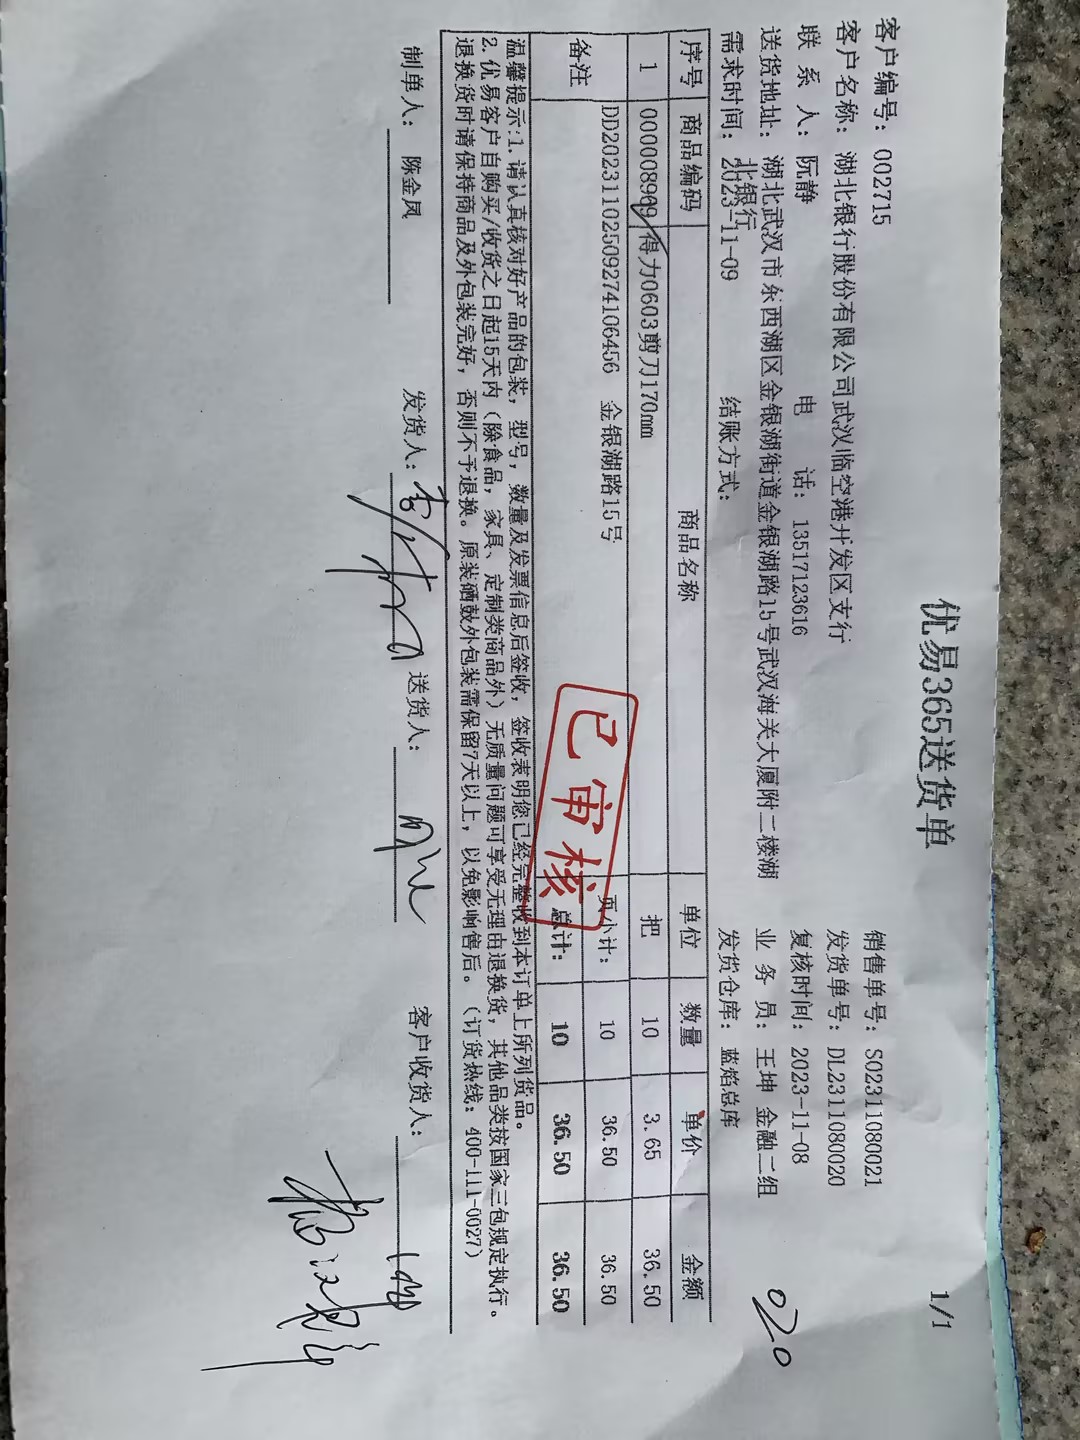 优易365送货单
1/1
客户编号：002715
销售单号：SO2311080021
客户名称：湖北银行股份有限公司武汉临空港开发区支行
发货单号：DL2311080020
联系人：阮静 电话：13517123616
复核时间：2023-11-08
送货地址：湖北武汉市东西湖区金银湖街道金银湖路15号武汉海关大厦附二楼湖北银行
业务员：王坤 金融二组
020
需求时间：2023-11-09 结账方式：
发货仓库：蓝焰总库
序号 商品编码 商品名称 单位 数量 单价 金额
1 0000008909 得力0603剪刀170mm 把 10 3.65 36.50
备注 DD20231102509274106456 金银湖路15号
页小计： 10 36.50 36.50
总计： 10 36.50 36.50
已审核
温馨提示:1.请认真核对好产品的包装，型号，数量及发票信息后签收，签收表明您已经完整收到本订单上所列货品。
2.优易客户自购买/收货之日起15天内（除食品，家具、定制类商品外）无质量问题可享受无理由退换货，其他品类按国家三包规定执行。
退换货时请保持商品及外包装完好，否则不予退换。原装硒鼓外包装需保留7天以上，以免影响售后。（订货热线：400-111-0027）
制单人：陈金凤 发货人： 送货人： 客户收货人：